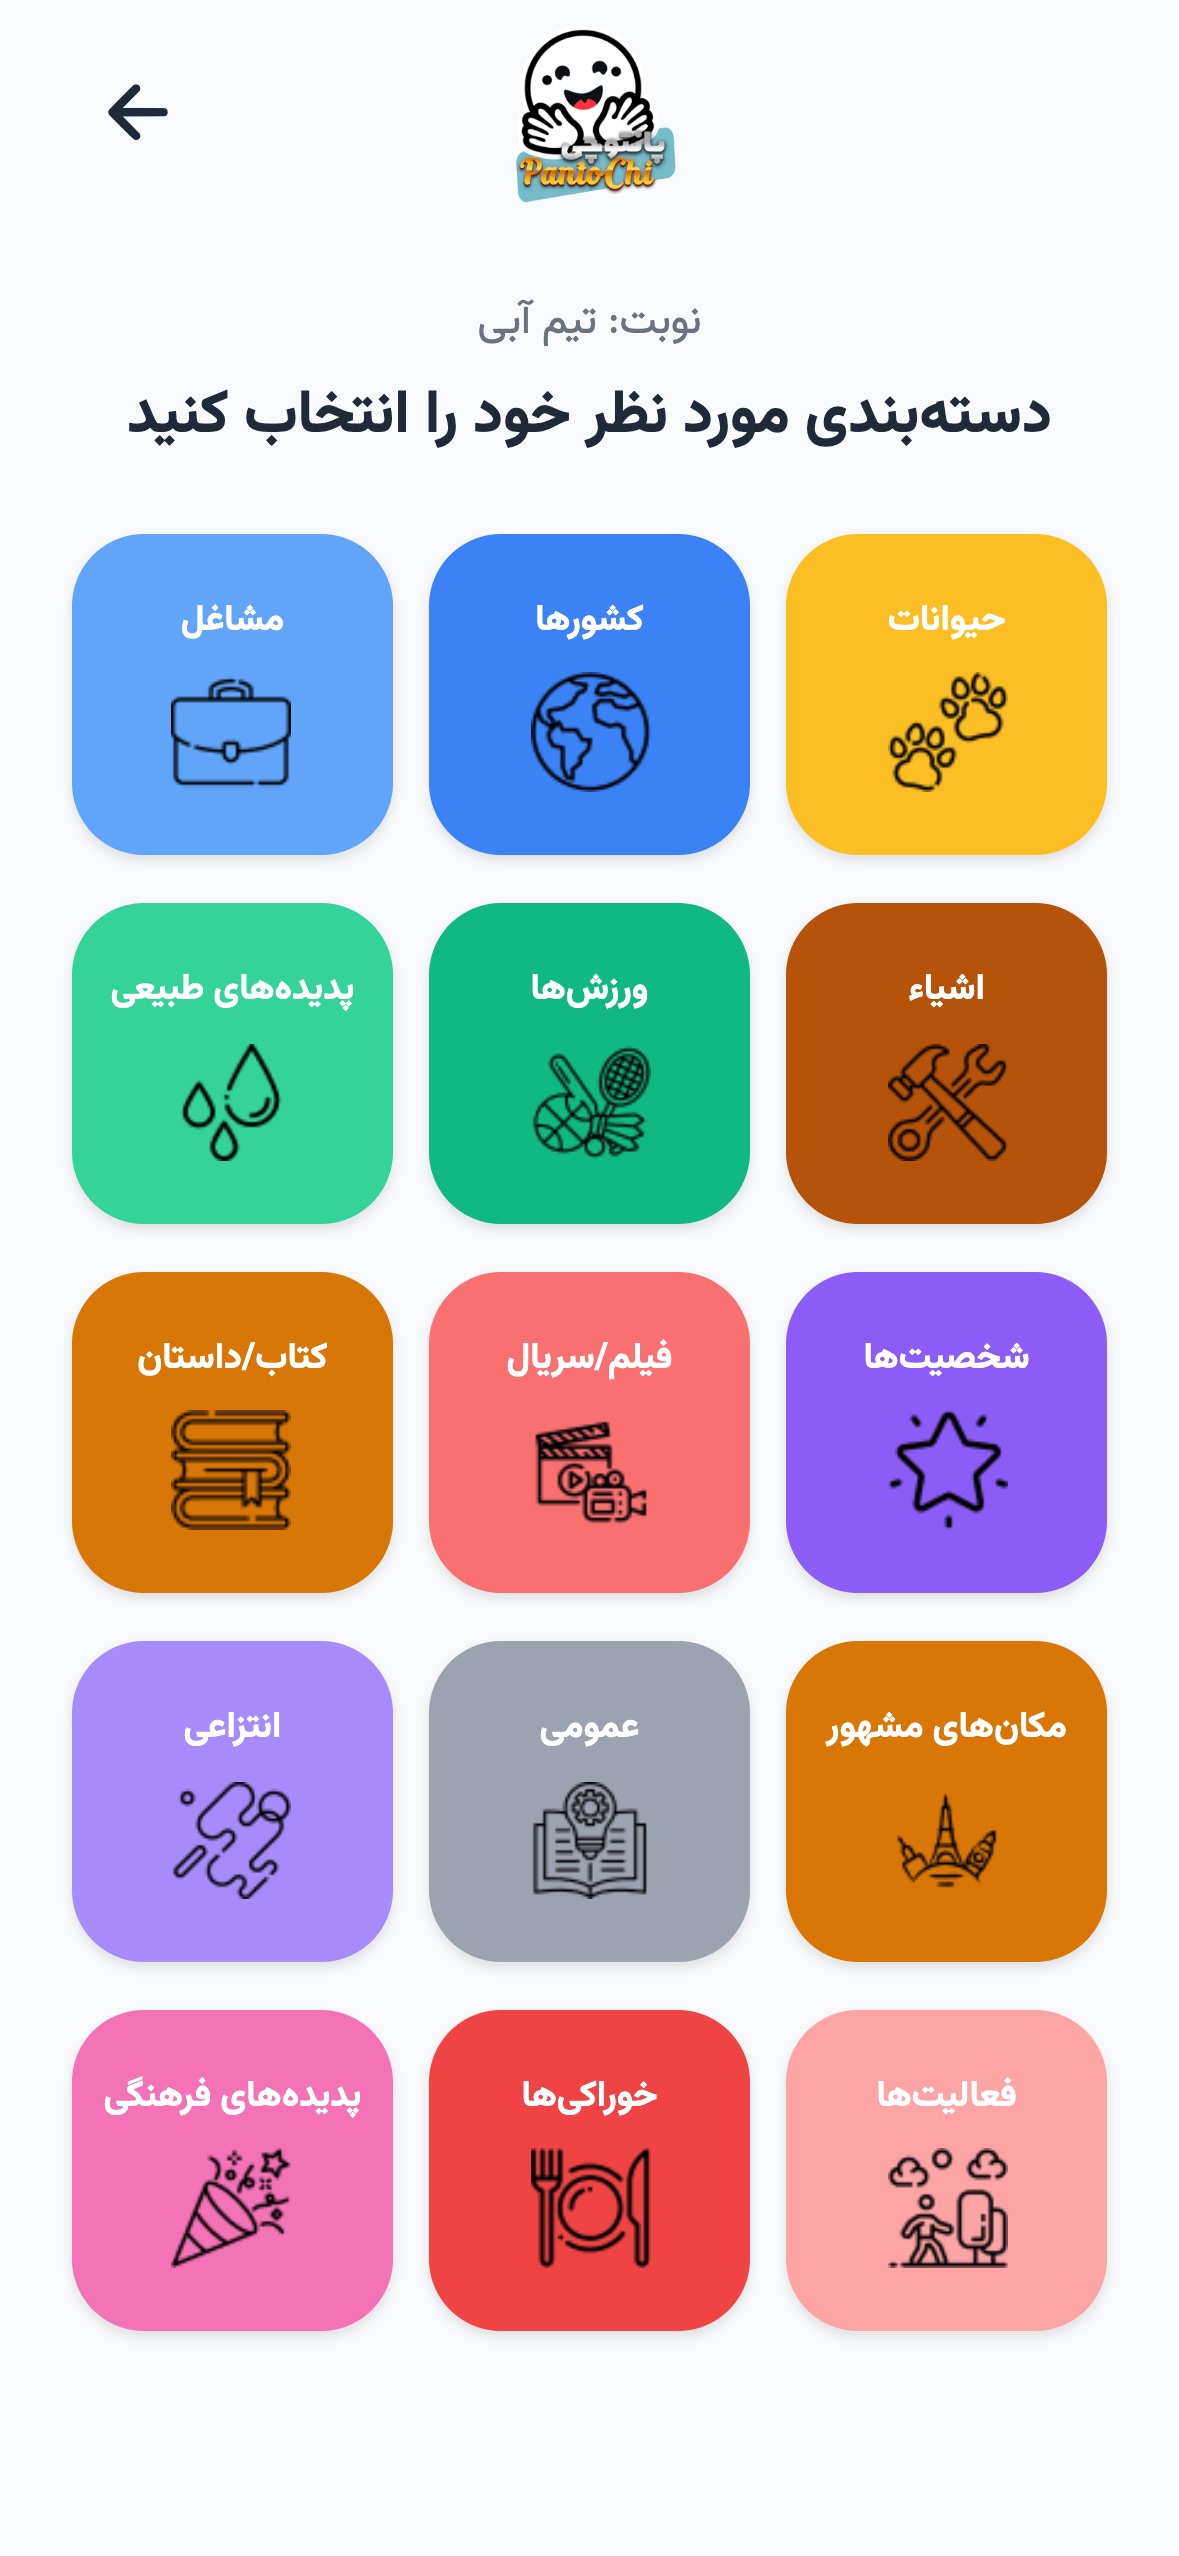 پانتوچی
PantoChi
نوبت: تیم آبی
دسته‌بندی مورد نظر خود را انتخاب کنید
حیوانات
کشورها
مشاغل
اشیاء
ورزش‌ها
پدیده‌های طبیعی
شخصیت‌ها
فیلم/سریال
کتاب/داستان
مکان‌های مشهور
عمومی
انتزاعی
فعالیت‌ها
خوراکی‌ها
پدیده‌های فرهنگی